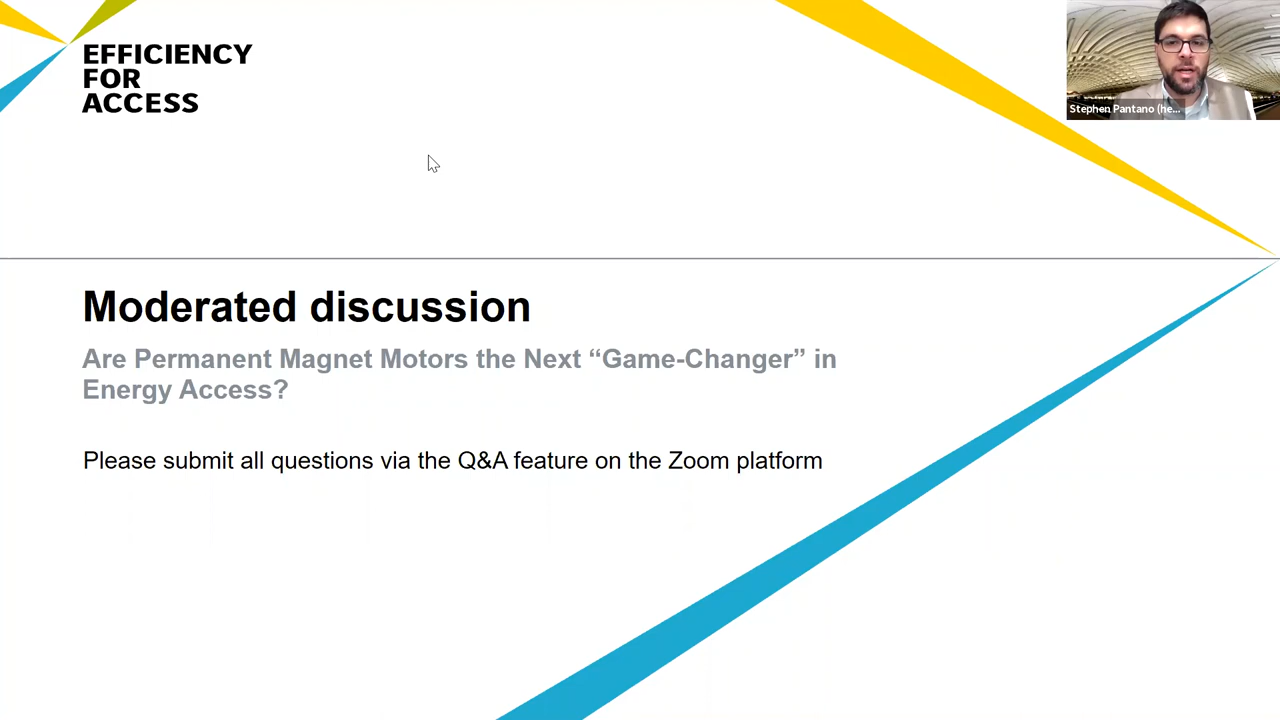 EFFICIENCY
FOR
ACCESS
Stephen Pantano (he...
Moderated discussion
Are Permanent Magnet Motors the Next “Game-Changer” in
Energy Access?
Please submit all questions via the Q&A feature on the Zoom platform